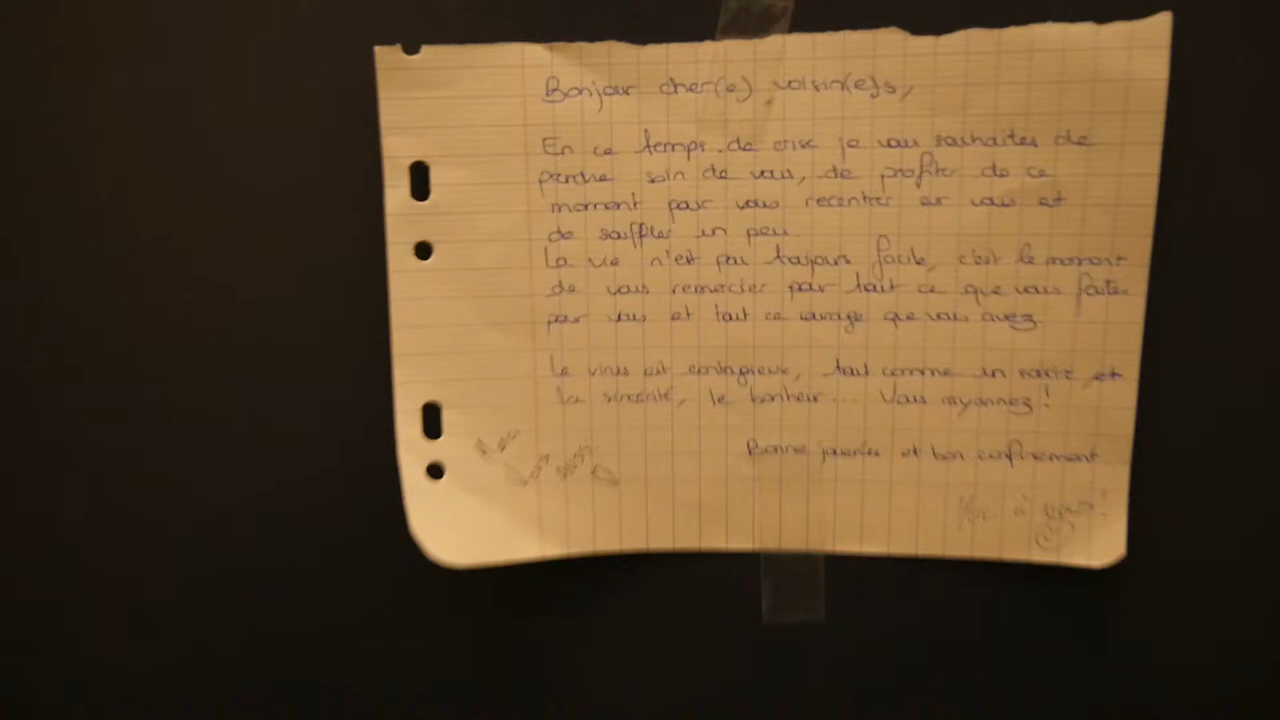 Bonjour cher(e) voisin(e)s,
En ce temps de crise je vous souhaites de
prendre soin de vous, de profiter de ce
moment pour vous recentrer sur vous et
de souffler un peu.
La vie n'est pas toujours facile, c'est le moment
de vous remercier pour tout ce que vous faites
pour vous et tout ce courage que vous avez
Le virus est contagieux, tout comme un sourire et
la sincérité, le bonheur... Vous rayonnez!
Bonne journées et bon confinement